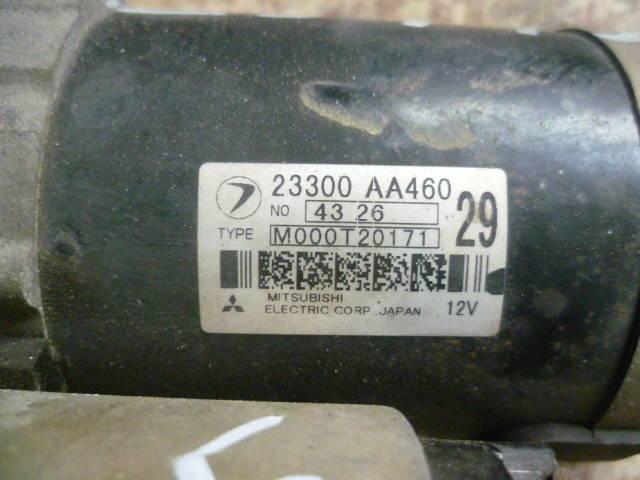 23300 AA460
NO 43 26
TYPE M000T20171
29
MITSUBISHI
ELECTRIC CORP. JAPAN 12V